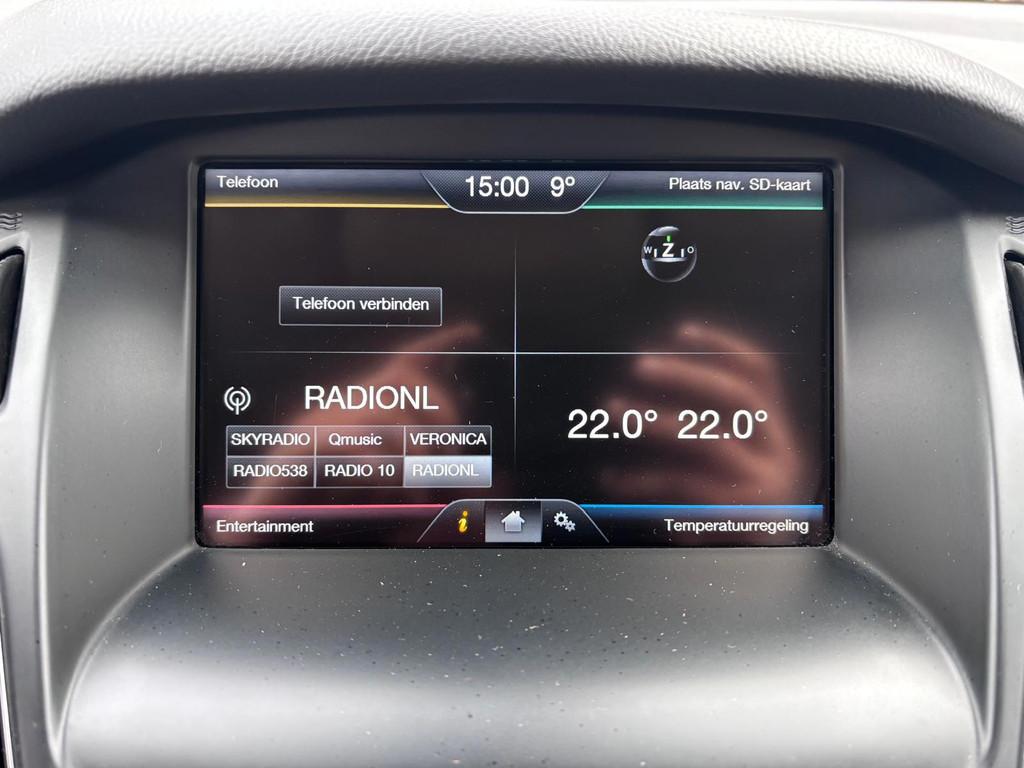 Telefoon
15:00 9°
Plaats nav. SD-kaart
W Z O
Telefoon verbinden
RADIONL
SKYRADIO Qmusic VERONICA
RADIO538 RADIO 10 RADIONL
22.0° 22.0°
Entertainment
i
Temperatuurregeling